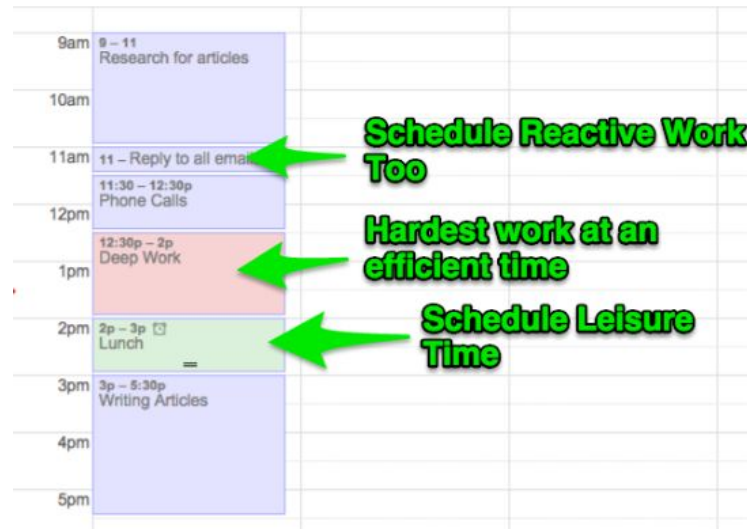 9am
9 – 11
Research for articles
10am
11am
11 – Reply to all email
Schedule Reactive Work
Too
11:30 – 12:30p
Phone Calls
12pm
12:30p – 2p
Deep Work
Hardest work at an
efficient time
1pm
2pm
2p – 3p
Lunch
Schedule Leisure
Time
3pm
3p – 5:30p
Writing Articles
4pm
5pm